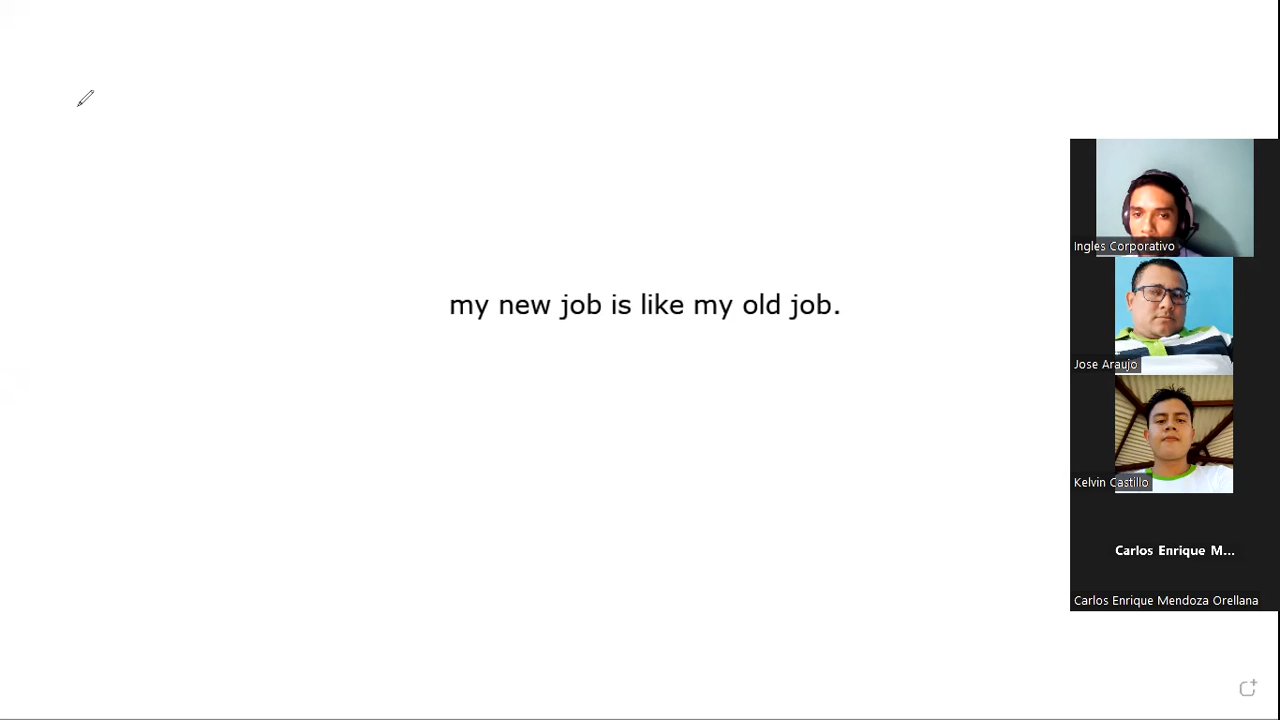 my new job is like my old job.
Ingles Corporativo
Jose Araujo
Kelvin Castillo
Carlos Enrique M...
Carlos Enrique Mendoza Orellana